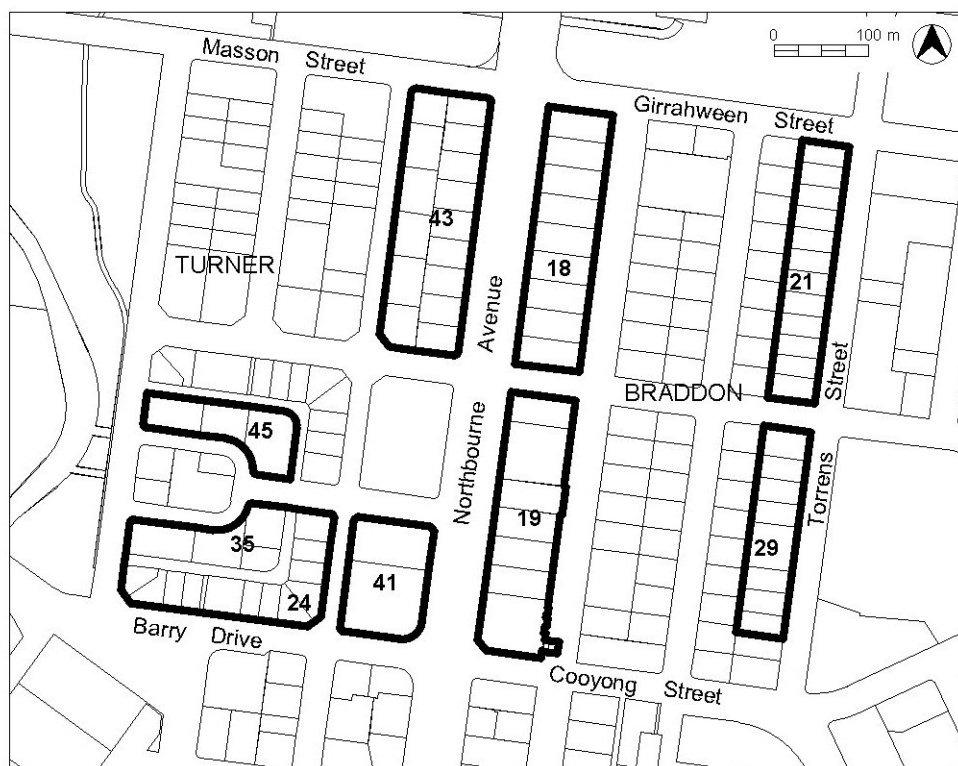 Masson Street
0 100 m
Girrahween Street
43
18
21
TURNER
Avenue
BRADDON
Street
45
Northbourne
Torrens
19
29
35
41
24
Barry Drive
Cooyong Street